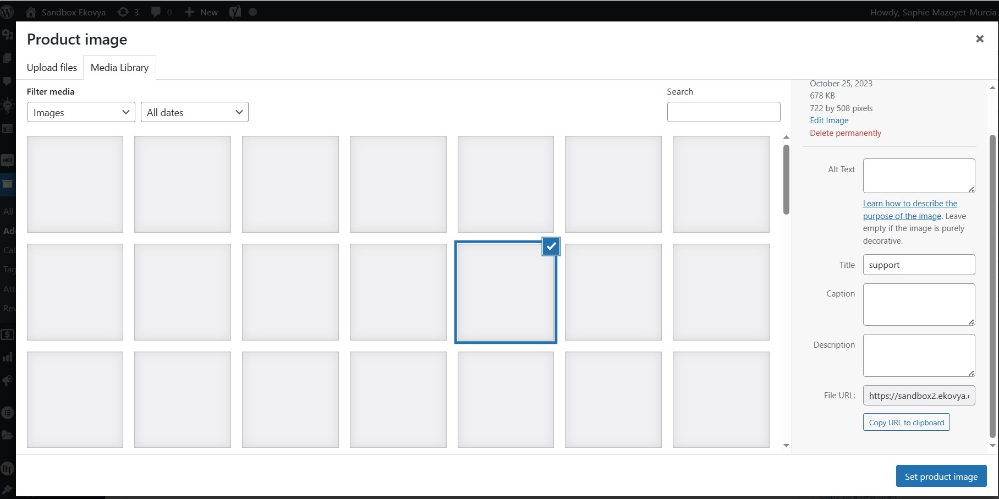 Sandbox Ekovya 3 0 New Howdy, Sophie Mazoyet-Murcia
Product image
Upload files Media Library
Filter media
Images All dates
Search
October 25, 2023
678 KB
722 by 508 pixels
Edit Image
Delete permanently
Alt Text
Learn how to describe the
purpose of the image. Leave
empty if the image is purely
decorative.
Title support
Caption
Description
File URL: https://sandbox2.ekovya.c
Copy URL to clipboard
Set product image
Woo
All
Add
Cat
Tag
Att
Rev